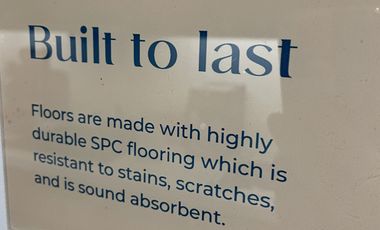 Built to last
Floors are made with highly
durable SPC flooring which is
resistant to stains, scratches,
and is sound absorbent.